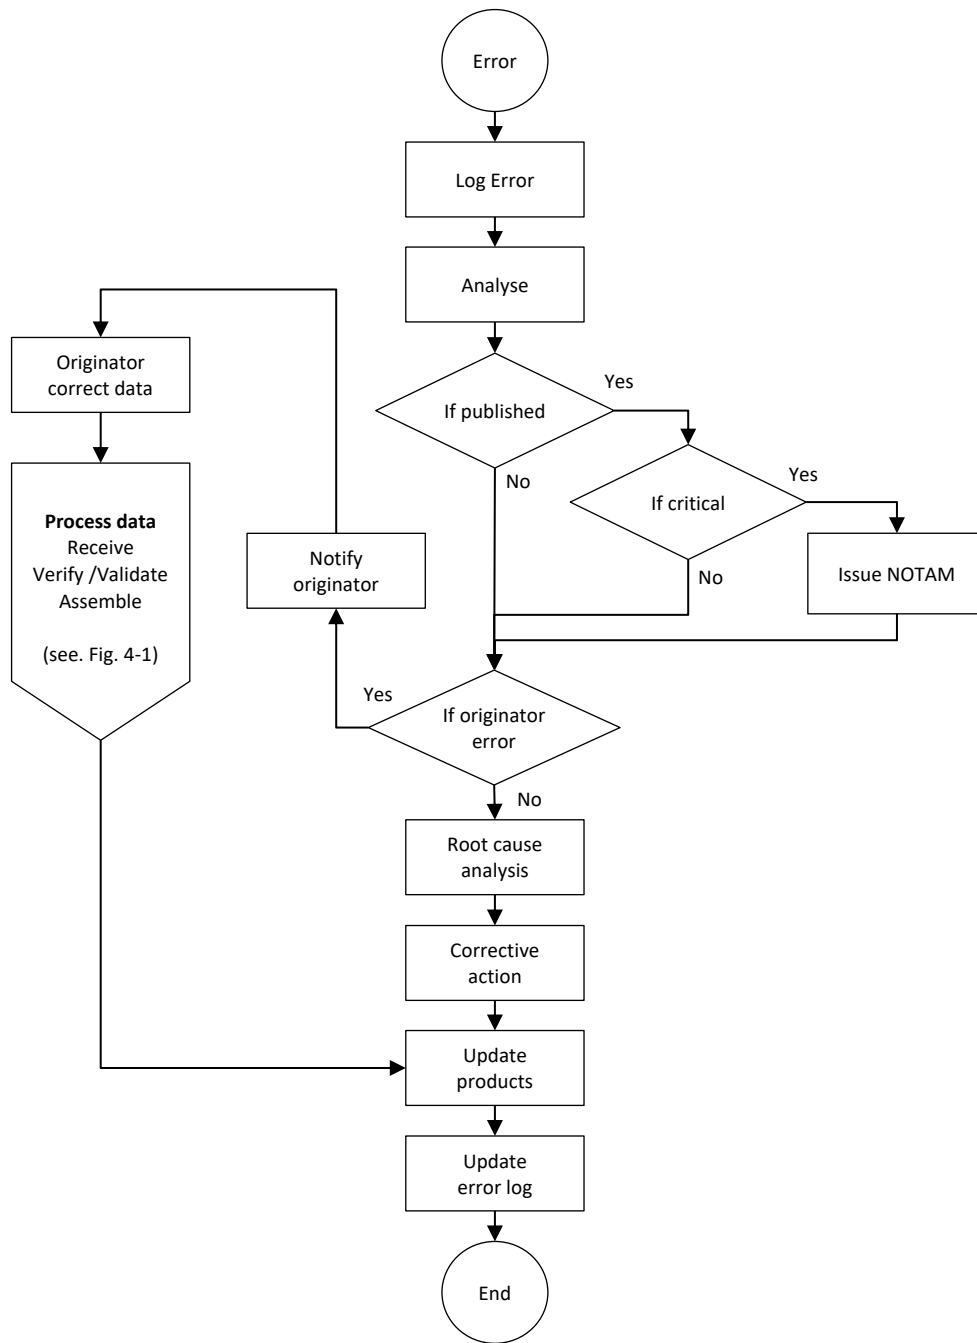 Error
Log Error
Analyse
If published
Yes
No
If critical
Yes
No
Issue NOTAM
If originator
error
Yes
No
Notify
originator
Originator
correct data
Process data
Receive
Verify /Validate
Assemble
(see. Fig. 4-1)
Root cause
analysis
Corrective
action
Update
products
Update
error log
End